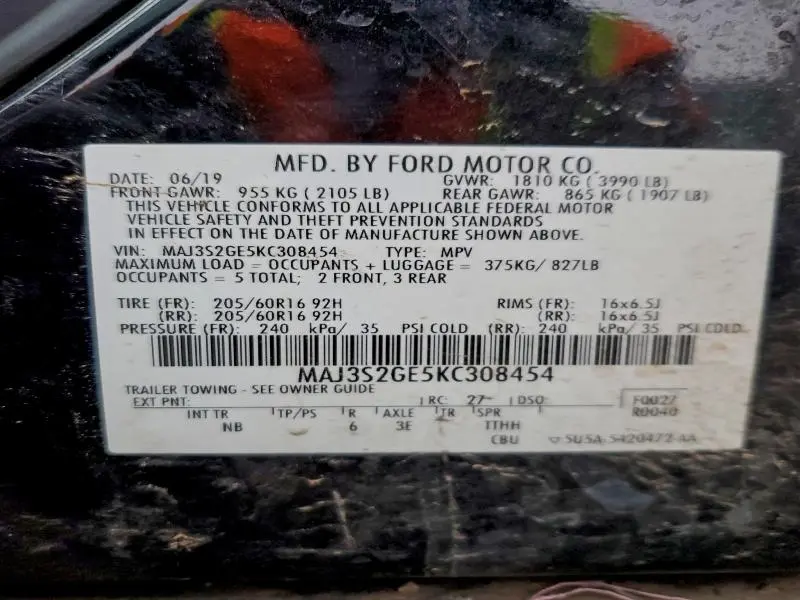 MFD. BY FORD MOTOR CO.
DATE: 06/19 GVWR: 1810 KG ( 3990 LB)
FRONT GAWR: 955 KG ( 2105 LB) REAR GAWR: 865 KG ( 1907 LB)
THIS VEHICLE CONFORMS TO ALL APPLICABLE FEDERAL MOTOR
VEHICLE SAFETY AND THEFT PREVENTION STANDARDS
IN EFFECT ON THE DATE OF MANUFACTURE SHOWN ABOVE.
VIN: MAJ3S2GE5KC308454 TYPE: MPV
MAXIMUM LOAD = OCCUPANTS + LUGGAGE = 375KG/ 827LB
OCCUPANTS = 5 TOTAL; 2 FRONT, 3 REAR
TIRE (FR): 205/60R16 92H RIMS (FR): 16x6.5J
(RR): 205/60R16 92H (RR): 16x6.5J
PRESSURE (FR): 240 kPa/ 35 PSI COLD (RR): 240 kPa/ 35 PSI COLD
MAJ3S2GE5KC308454
TRAILER TOWING - SEE OWNER GUIDE
EXT PNT: RC: 27 DSO: F0027
INT TR TP/PS R AXLE TR SPR R0040
NB 6 3E TTHH
CBU 5U5A-5420472-AA